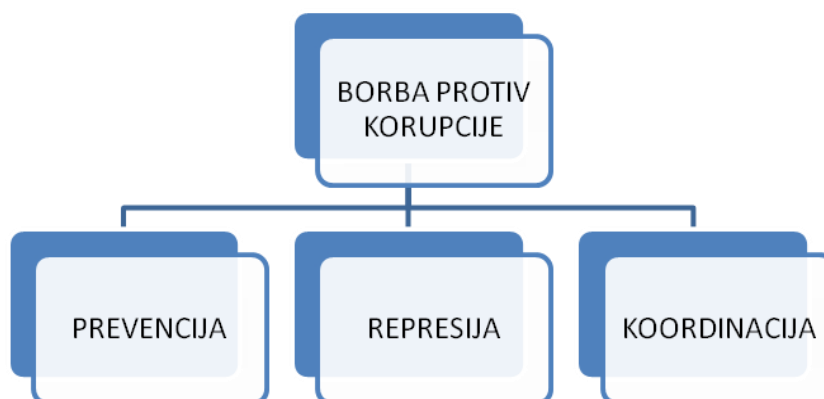 BORBA PROTIV
KORUPCIJE
PREVENCIJA
REPRESIJA
KOORDINACIJA